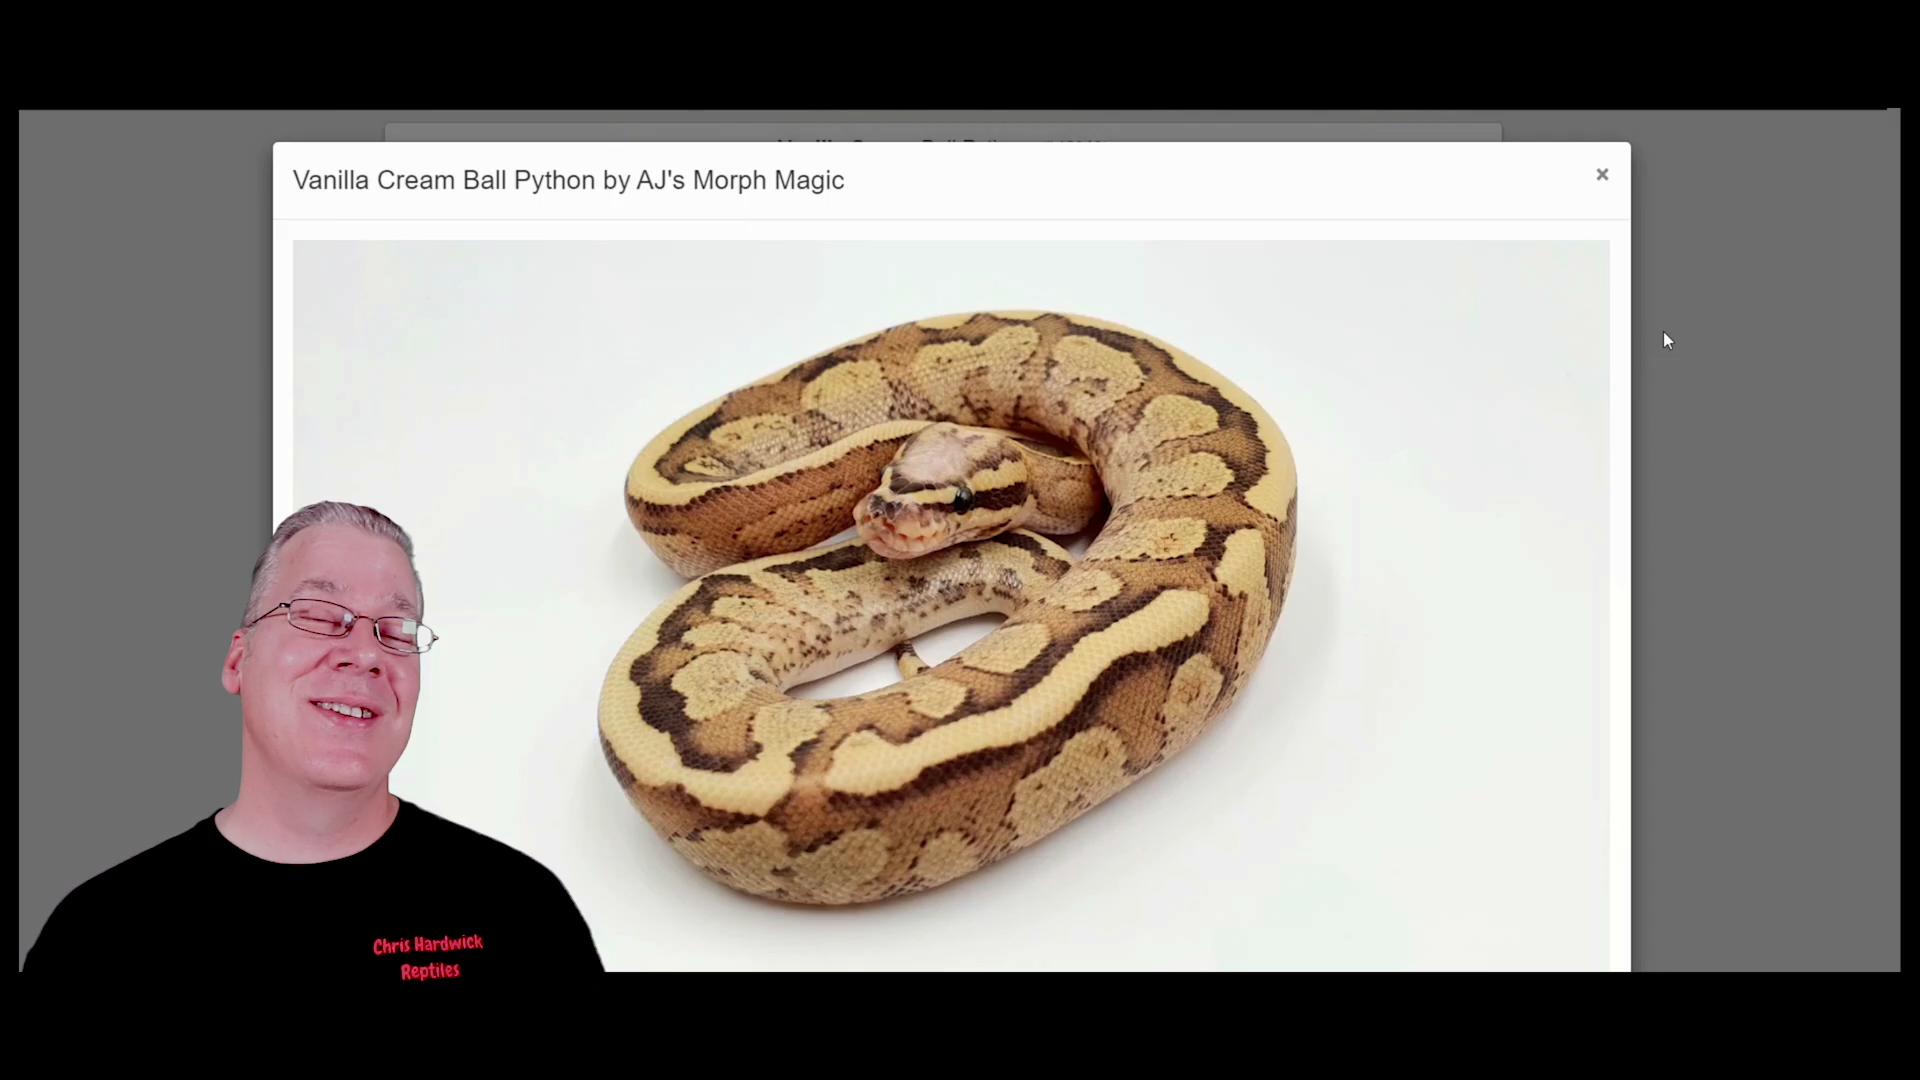 Vanilla Cream Ball Python by AJ's Morph Magic
×
Chris Hardwick
Reptiles